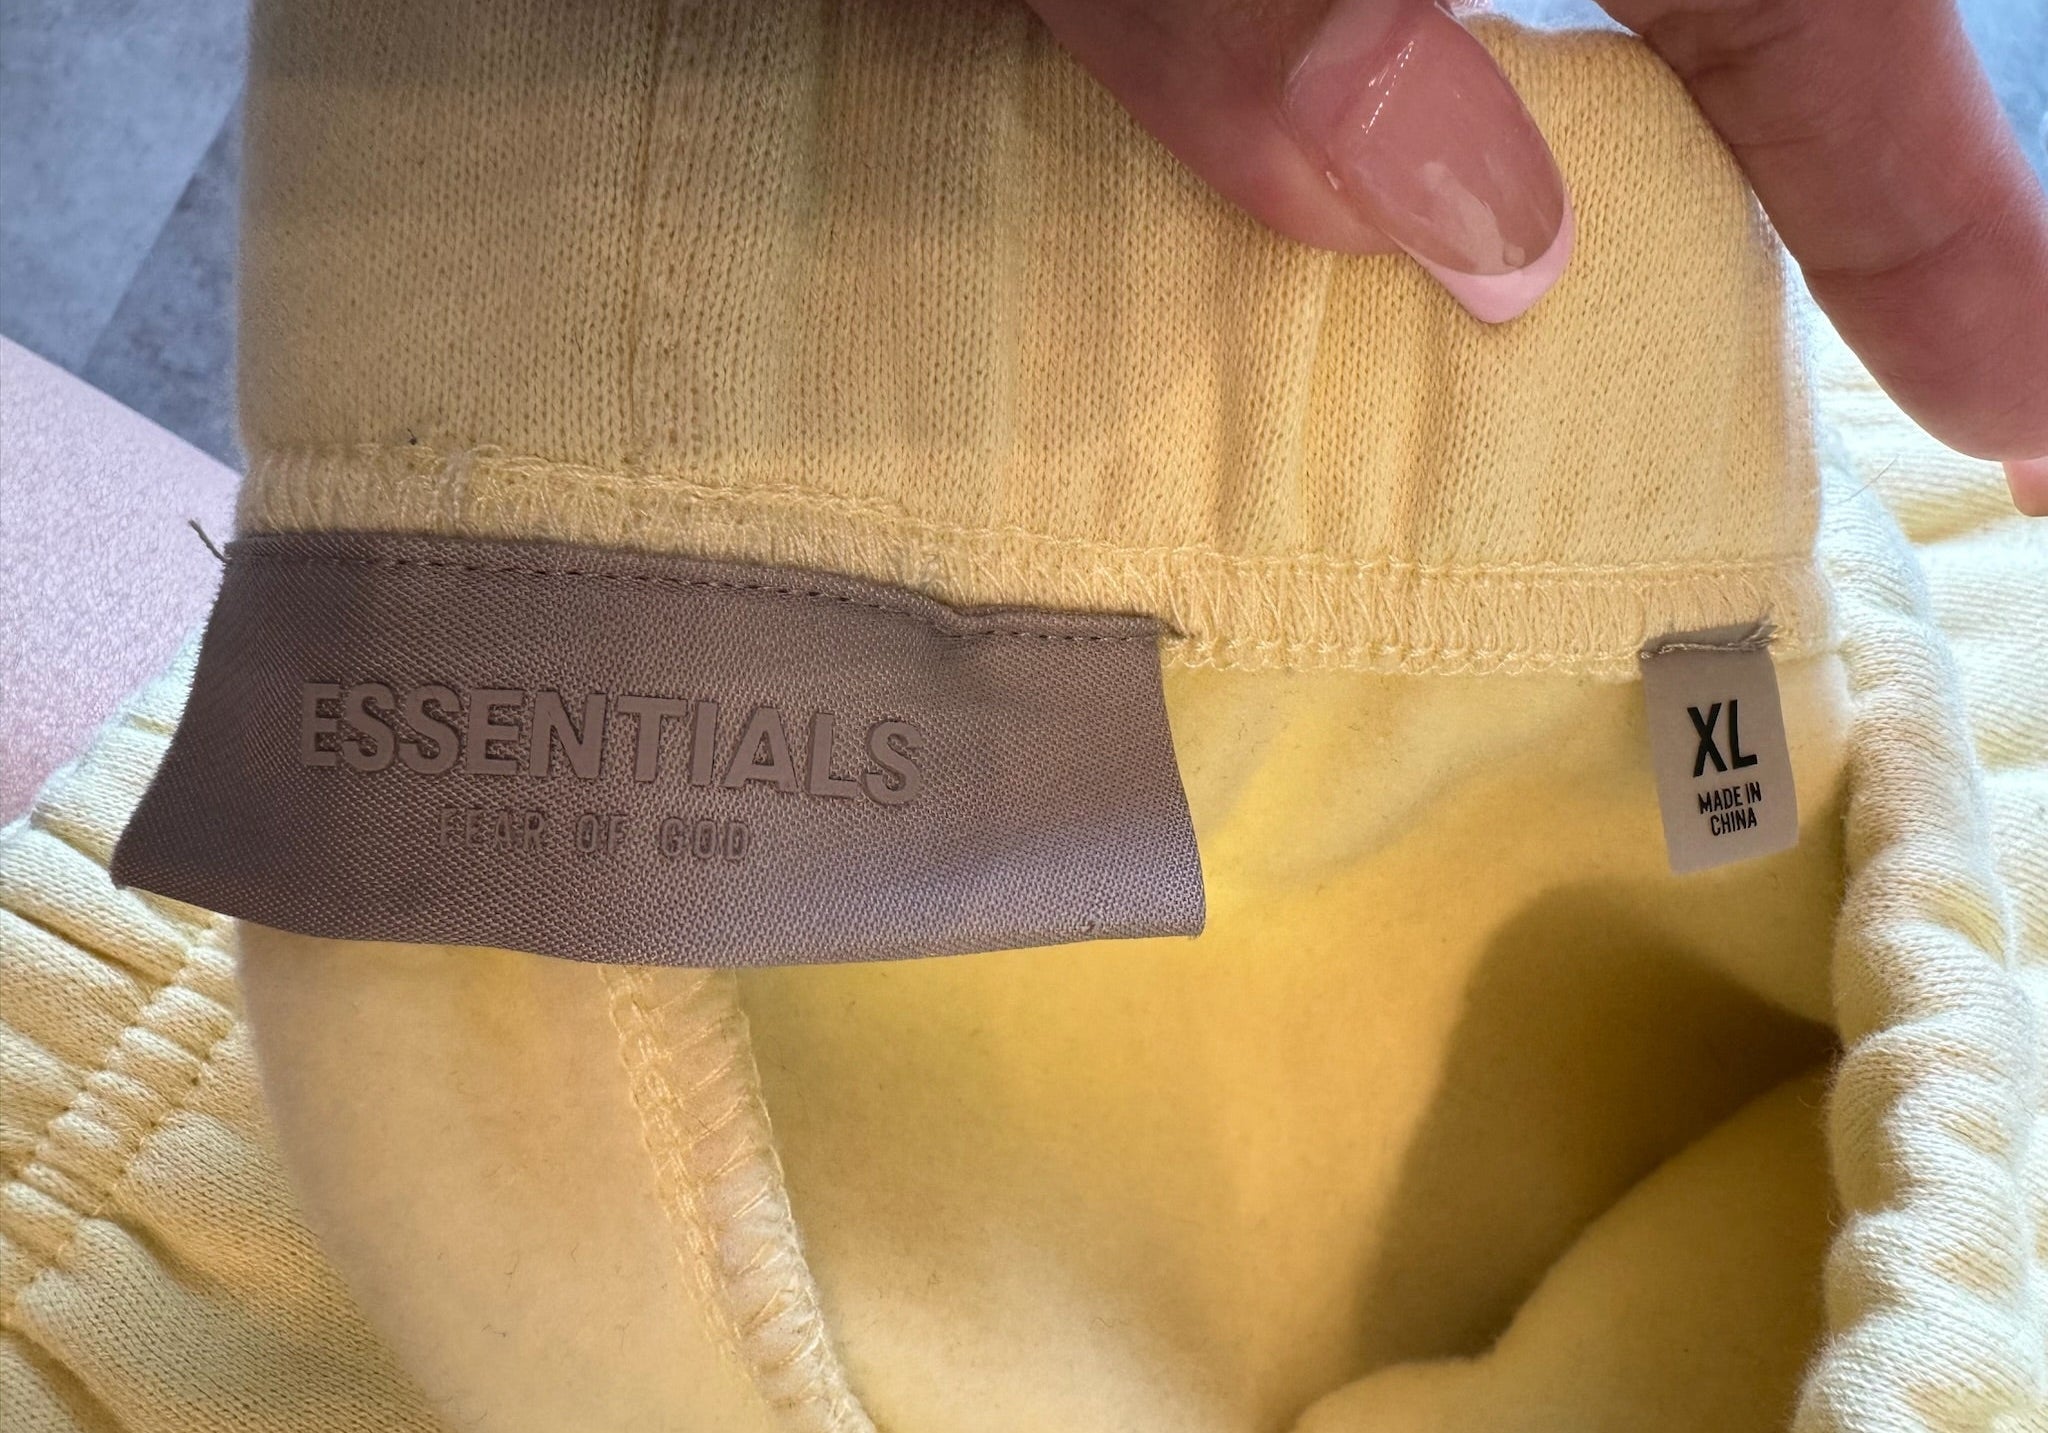 ESSENTIALS
FEAR OF GOD
XL
MADE IN
CHINA